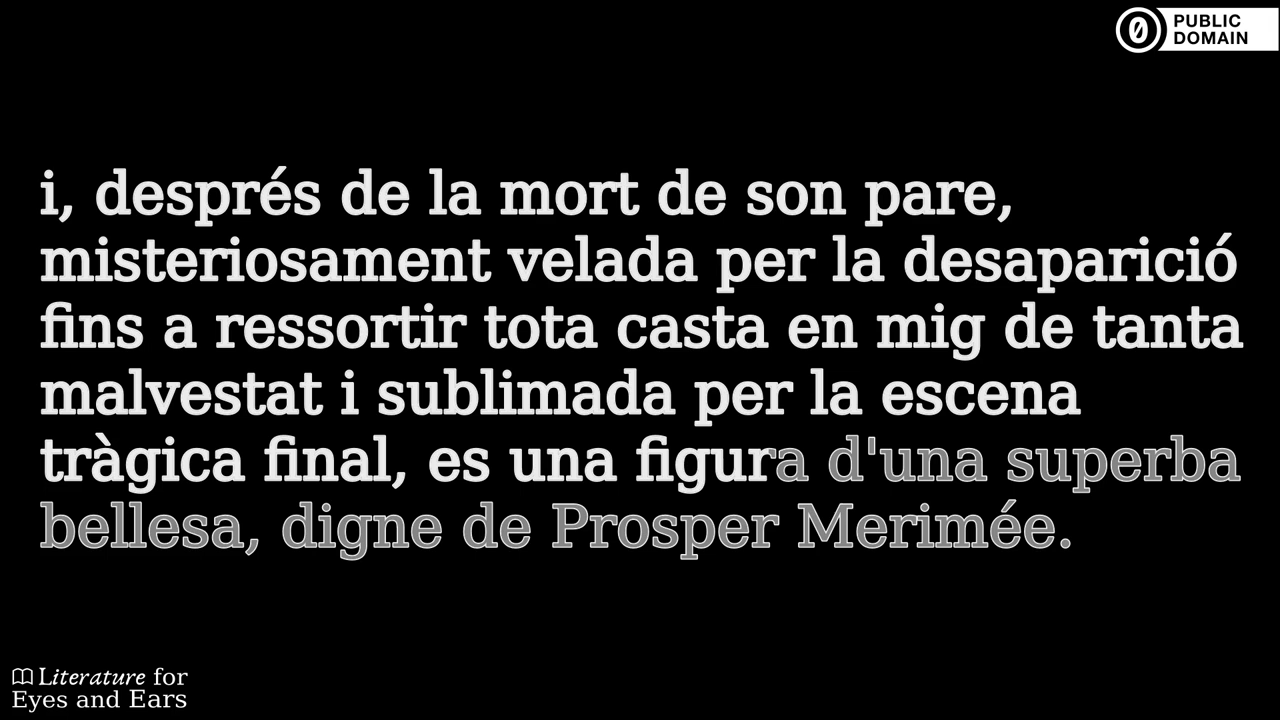 PUBLIC
DOMAIN
i, després de la mort de son pare,
misteriosament velada per la desaparició
fins a ressortir tota casta en mig de tanta
malvestat i sublimada per la escena
tràgica final, es una figura d'una superba
bellesa, digne de Prosper Merimée.
Literature for
Eyes and Ears